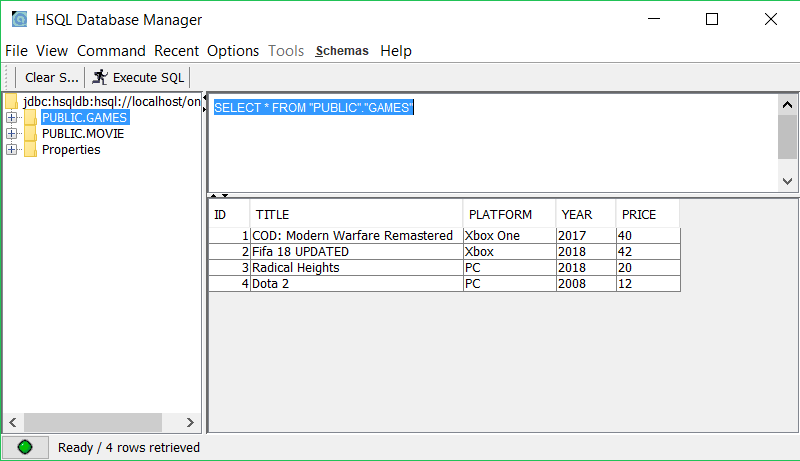 HSQL Database Manager
File View Command Recent Options Tools Schemas Help
Clear S... Execute SQL
jdbc:hsqldb:hsql://localhost/on
PUBLIC.GAMES
PUBLIC.MOVIE
Properties
SELECT * FROM "PUBLIC"."GAMES"
ID TITLE PLATFORM YEAR PRICE
1 COD: Modern Warfare Remastered Xbox One 2017 40
2 Fifa 18 UPDATED Xbox 2018 42
3 Radical Heights PC 2018 20
4 Dota 2 PC 2008 12
Ready / 4 rows retrieved